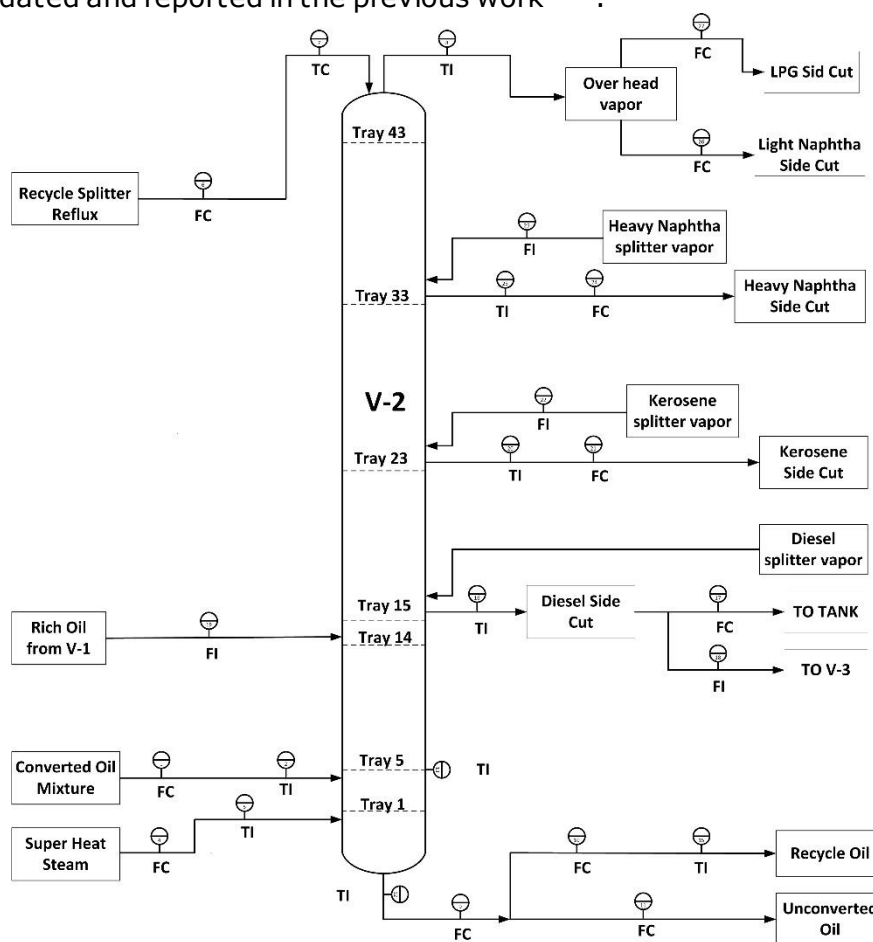 dated and reported in the previous work
TC
TI
FC
LPG Sid Cut
Over head
vapor
FC
Light Naphtha
Side Cut
Tray 43
Recycle Splitter
Reflux
FC
Heavy Naphtha
splitter vapor
FI
Tray 33
TI
FC
Heavy Naphtha
Side Cut
V-2
Kerosene
splitter vapor
FI
Tray 23
TI
FC
Kerosene
Side Cut
Diesel
splitter vapor
Tray 15
TI
Diesel Side
Cut
FC
TO TANK
Rich Oil
from V-1
FI
Tray 14
FI
TO V-3
Converted Oil
Mixture
FC
TI
Tray 5
TI
Tray 1
Super Heat
Steam
FC
TI
TI
FC
FC
TI
Recycle Oil
FC
Unconverted
Oil